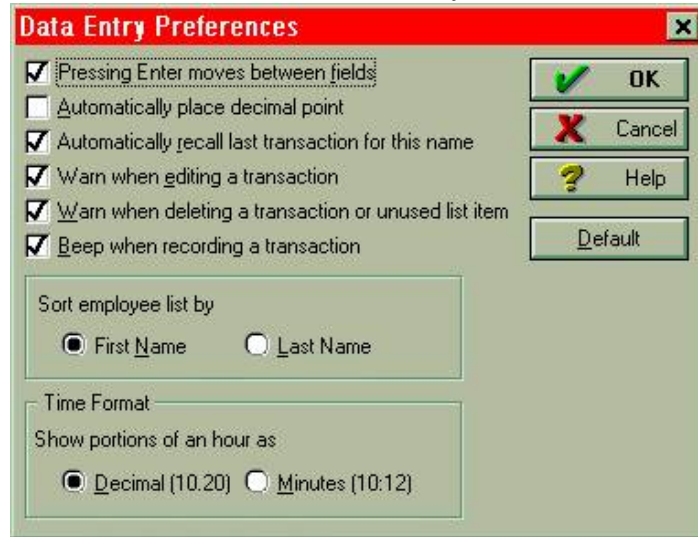 Data Entry Preferences
Pressing Enter moves between fields
OK
Automatically place decimal point
Automatically recall last transaction for this name
Cancel
Warn when editing a transaction
Help
Warn when deleting a transaction or unused list item
Beep when recording a transaction
Default
Sort employee list by
First Name Last Name
Time Format
Show portions of an hour as
Decimal (10.20) Minutes (10:12)